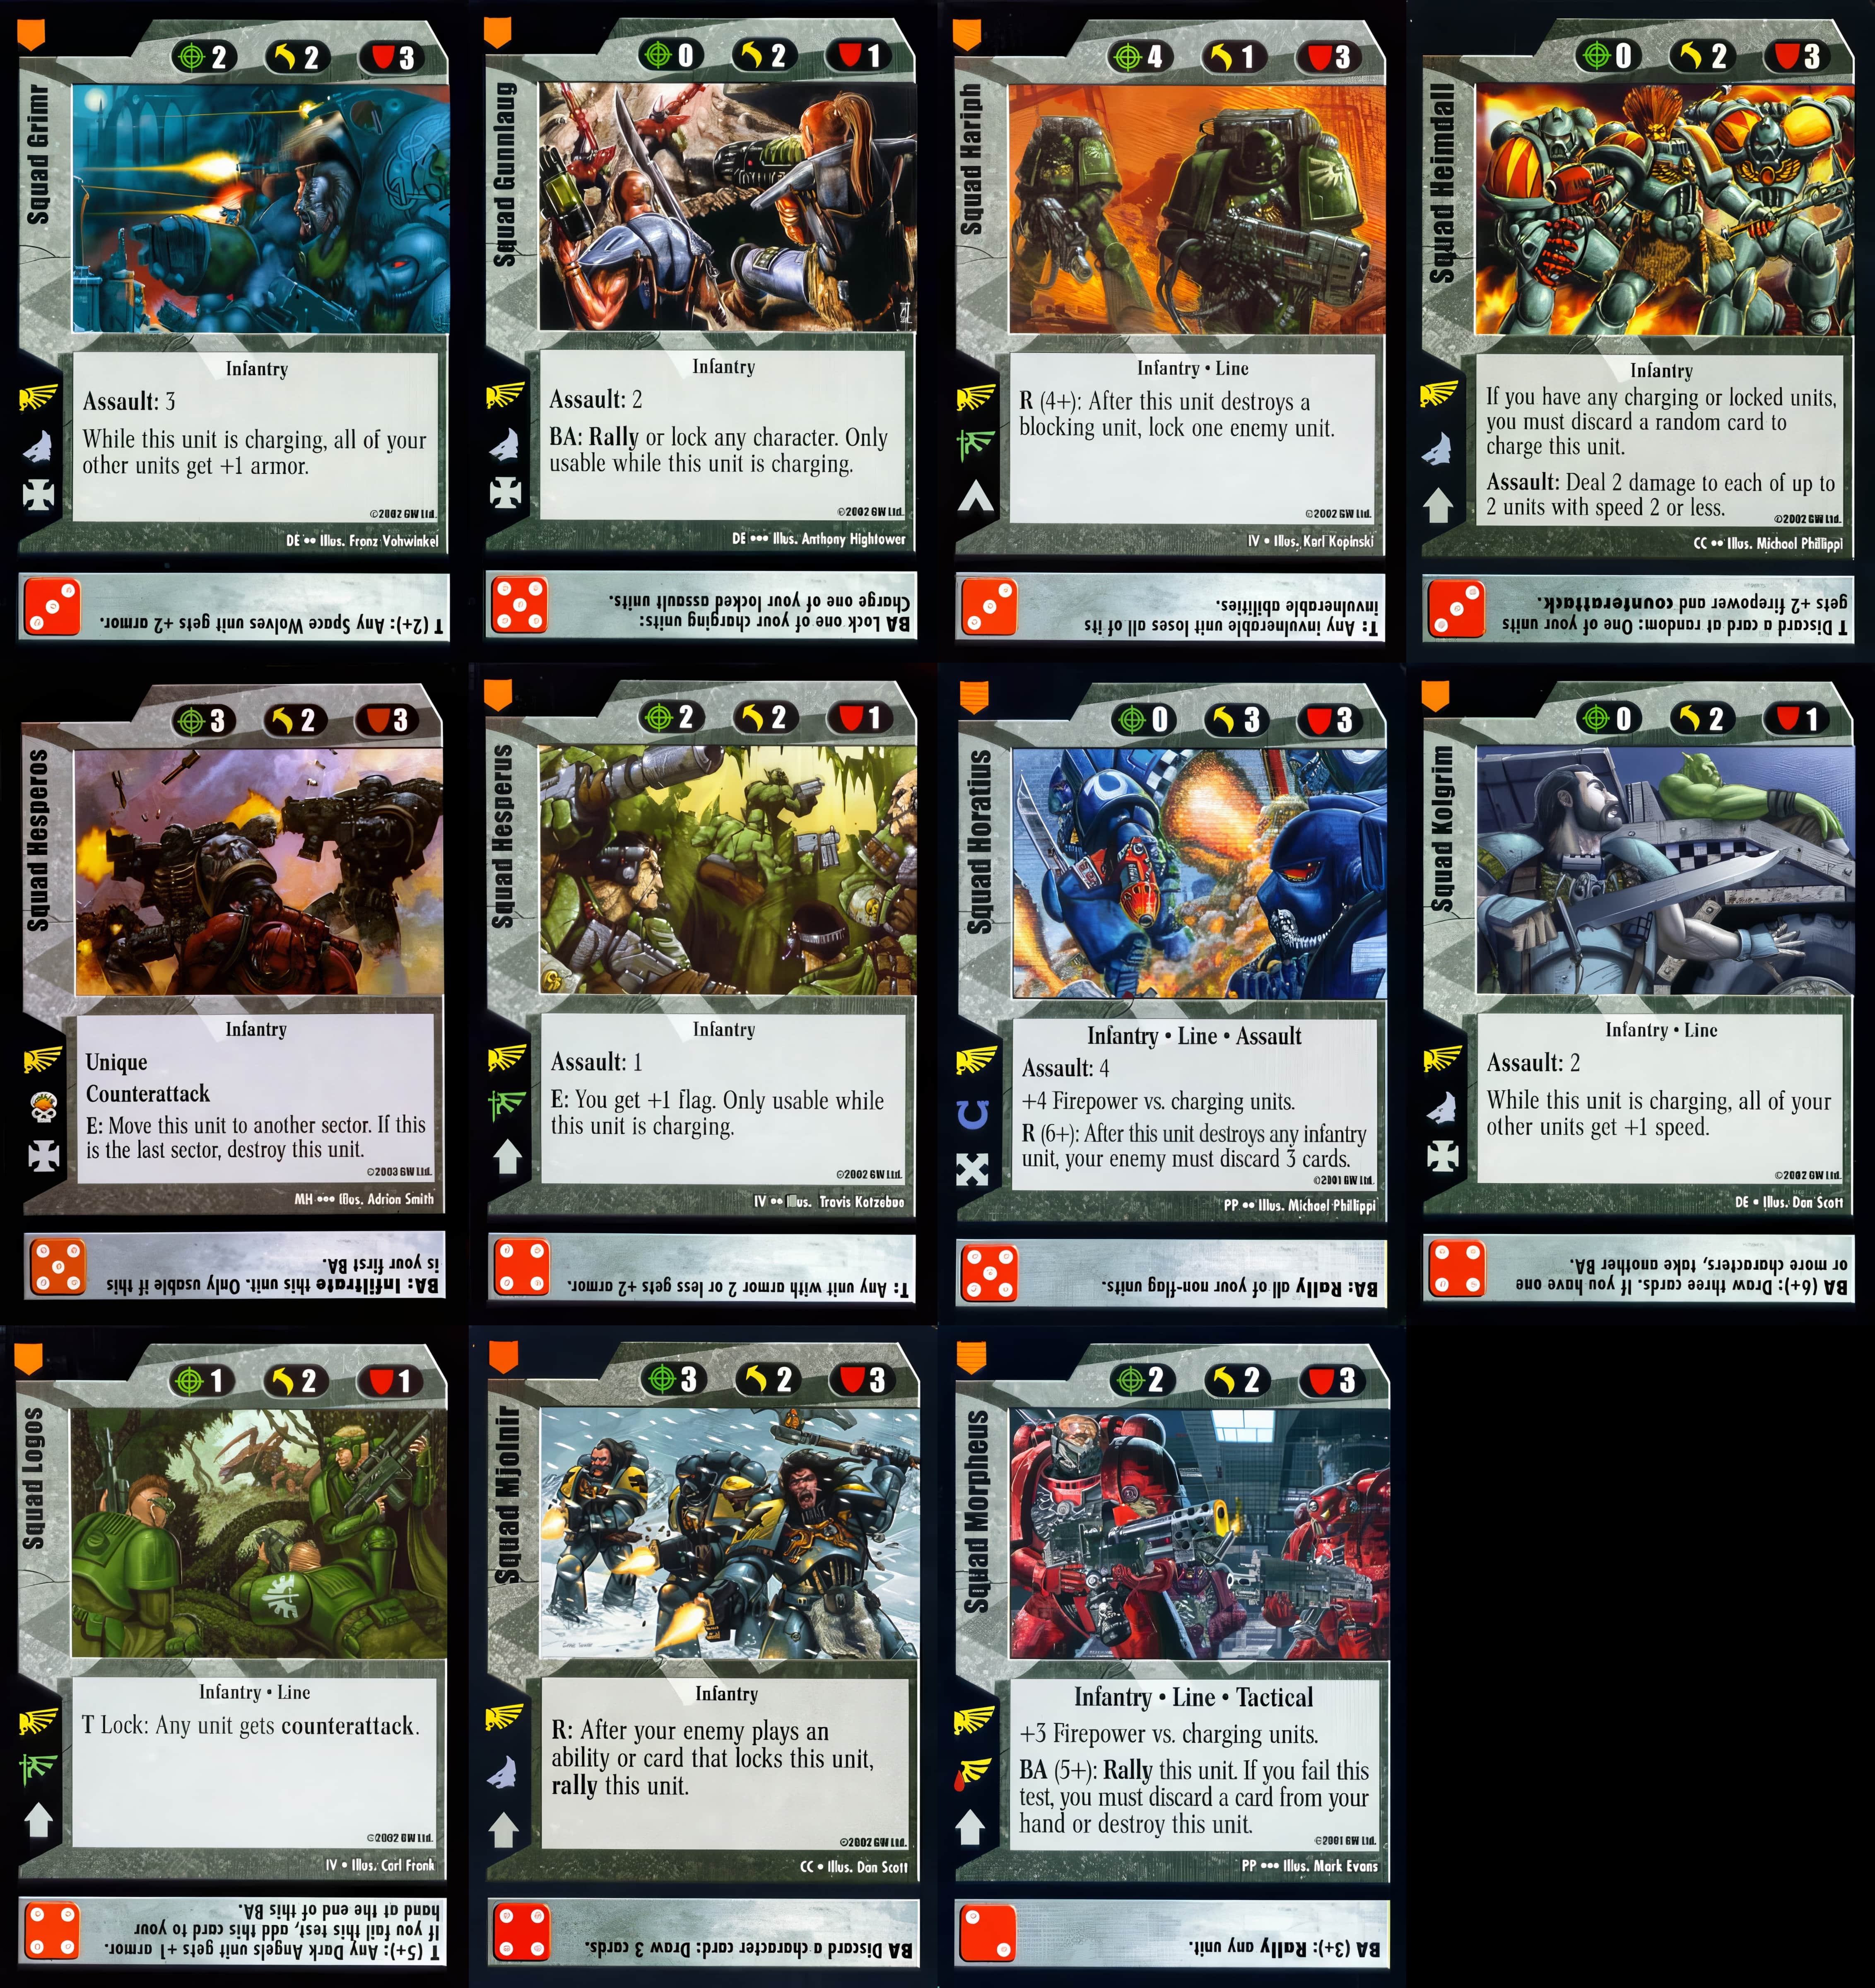 Squad Grimr
2 2 3
Infantry
Assault: 3
While this unit is charging, all of your
other units get +1 armor.
©2002 GW Ltd.
DE •• Illus. Franz Vohwinkel
T (2+): Any Space Wolves unit gets +2 armor.
Squad Gunnlaug
0 2 1
Infantry
Assault: 2
BA: Rally or lock any character. Only
usable while this unit is charging.
©2002 GW Ltd.
DE ••• Illus. Anthony Hightower
BA Lock one of your charging units:
Charge one of your locked assault units.
Squad Hariph
4 1 3
Infantry • Line
R (4+): After this unit destroys a
blocking unit, lock one enemy unit.
©2002 GW Ltd.
IV • Illus. Karl Kopinski
T: Any invulnerable unit loses all of its
invulnerable abilities.
Squad Heimdall
0 2 3
Infantry
If you have any charging or locked units,
you must discard a random card to
charge this unit.
Assault: Deal 2 damage to each of up to
2 units with speed 2 or less.
©2002 GW Ltd.
CC •• Illus. Michael Phillippi
T Discard a card at random: One of your units
gets +2 firepower and counterattack.
Squad Hesperos
3 2 3
Infantry
Unique
Counterattack
E: Move this unit to another sector. If this
is the last sector, destroy this unit.
©2003 GW Ltd.
MH ••• Illus. Adrian Smith
BA: Infiltrate this unit. Only usable if this
is your first BA.
Squad Hesperus
2 2 1
Infantry
Assault: 1
E: You get +1 flag. Only usable while
this unit is charging.
©2002 GW Ltd.
IV •• Illus. Travis Kotzebue
T: Any unit with armor 2 or less gets +2 armor.
Squad Horatius
0 3 3
Infantry • Line • Assault
Assault: 4
+4 Firepower vs. charging units.
R (6+): After this unit destroys any infantry
unit, your enemy must discard 3 cards.
©2001 GW Ltd.
PP •• Illus. Michael Phillippi
BA: Rally all of your non-flag units.
Squad Kolgrim
0 2 1
Infantry • Line
Assault: 2
While this unit is charging, all of your
other units get +1 speed.
©2002 GW Ltd.
DE • Illus. Dan Scott
BA (6+): Draw three cards. If you have one
or more characters, take another BA.
Squad Logos
1 2 1
Infantry • Line
T Lock: Any unit gets counterattack.
©2002 GW Ltd.
IV • Illus. Carl Frank
T (5+): Any Dark Angels unit gets +1 armor.
If you fail this test, add this card to your
hand at the end of this BA.
Squad Mjolnir
3 2 3
Infantry
R: After your enemy plays an
ability or card that locks this unit,
rally this unit.
©2002 GW Ltd.
CC • Illus. Dan Scott
BA Discard a character card: Draw 3 cards.
Squad Morpheus
2 2 3
Infantry • Line • Tactical
+3 Firepower vs. charging units.
BA (5+): Rally this unit. If you fail this
test, you must discard a card from your
hand or destroy this unit.
©2001 GW Ltd.
PP ••• Illus. Mark Evans
BA (3+): Rally any unit.